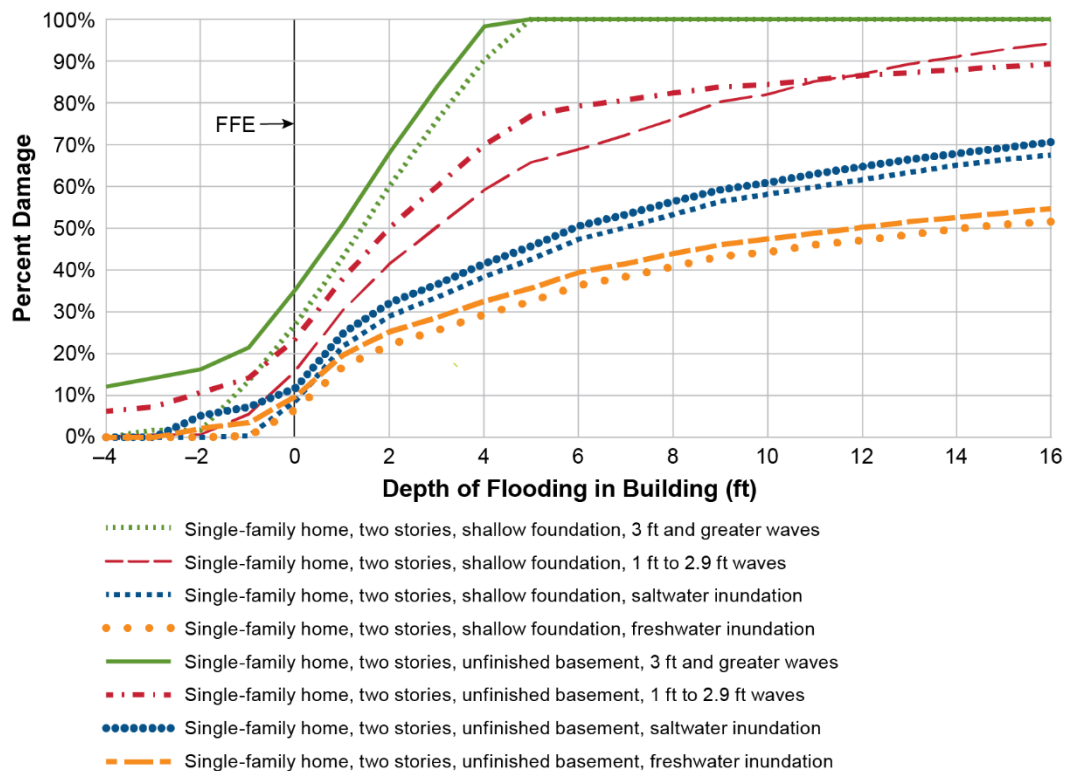 100%
90%
80%
FFE
70%
60%
50%
40%
30%
20%
10%
0%
Percent Damage
–4 –2 0 2 4 6 8 10 12 14 16
Depth of Flooding in Building (ft)
Single-family home, two stories, shallow foundation, 3 ft and greater waves
Single-family home, two stories, shallow foundation, 1 ft to 2.9 ft waves
Single-family home, two stories, shallow foundation, saltwater inundation
Single-family home, two stories, shallow foundation, freshwater inundation
Single-family home, two stories, unfinished basement, 3 ft and greater waves
Single-family home, two stories, unfinished basement, 1 ft to 2.9 ft waves
Single-family home, two stories, unfinished basement, saltwater inundation
Single-family home, two stories, unfinished basement, freshwater inundation